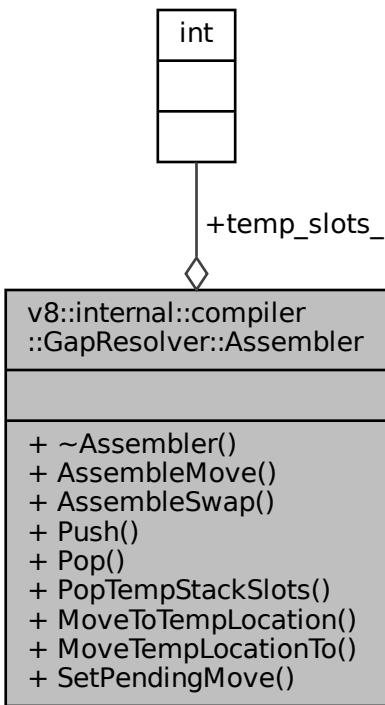 int
+temp_slots_
v8::internal::compiler
::GapResolver::Assembler
+ ~Assembler()
+ AssembleMove()
+ AssembleSwap()
+ Push()
+ Pop()
+ PopTempStackSlots()
+ MoveToTempLocation()
+ MoveTempLocationTo()
+ SetPendingMove()